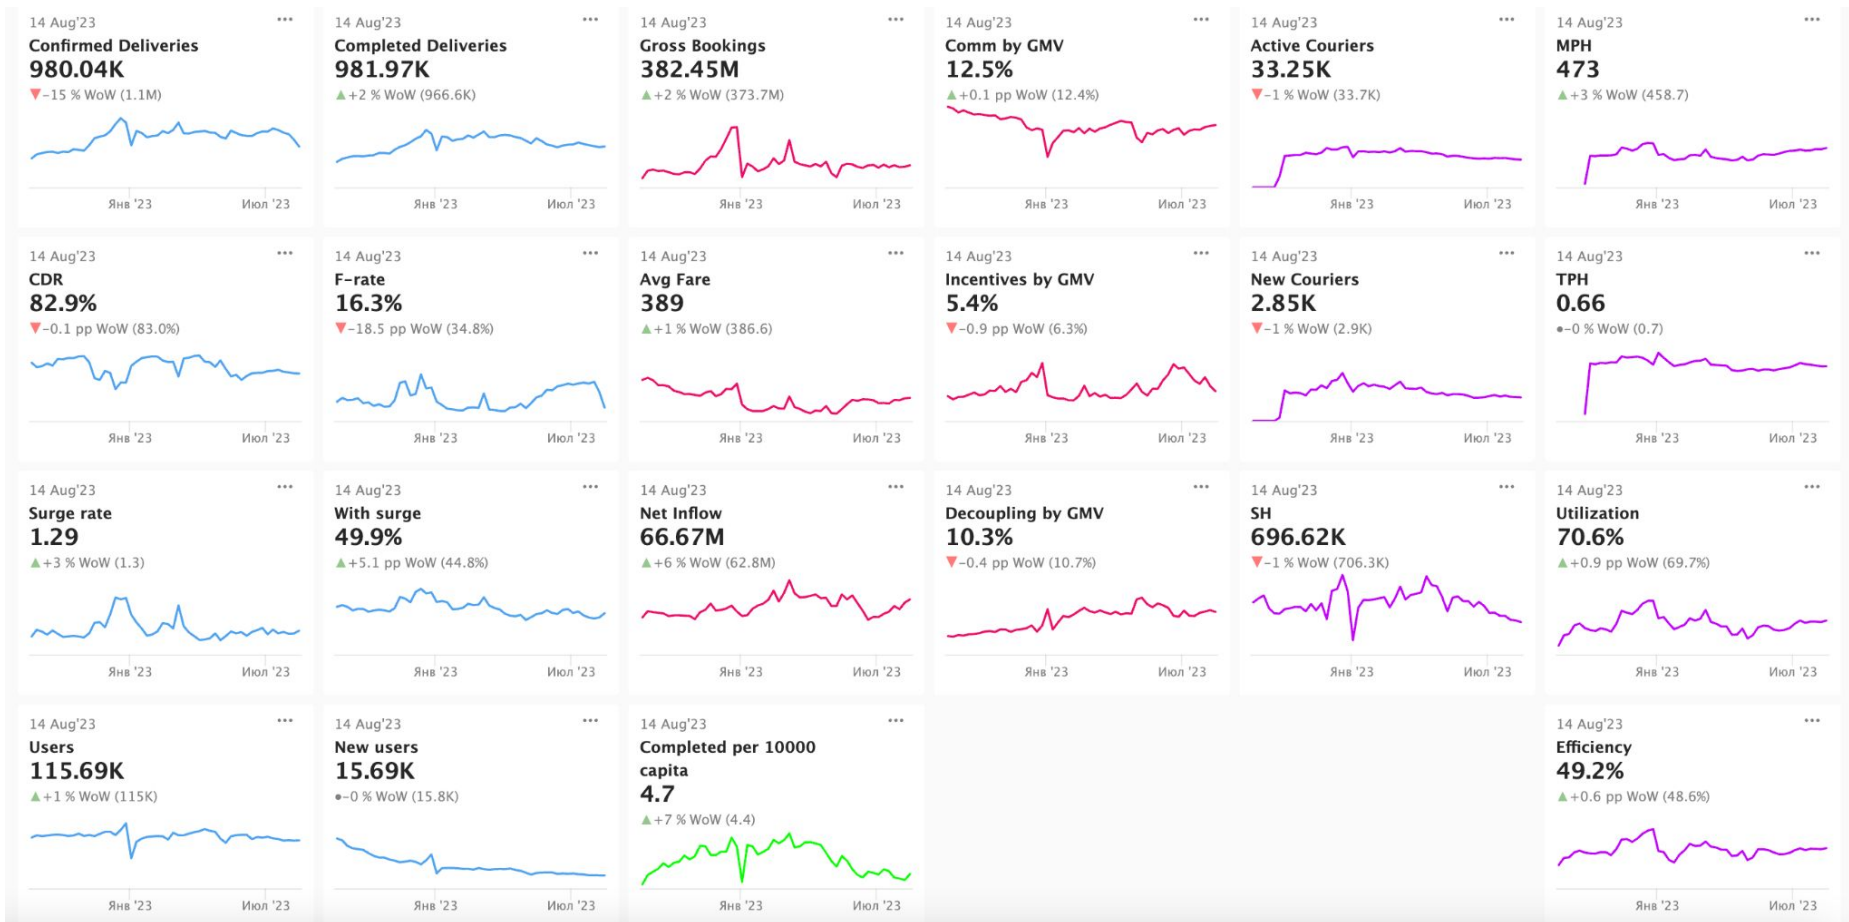 14 Aug'23
Confirmed Deliveries
980.04K
▼-15 % WoW (1.1M)
Янв '23 Июл '23
14 Aug'23
Completed Deliveries
981.97K
▲+2 % WoW (966.6K)
Янв '23 Июл '23
14 Aug'23
Gross Bookings
382.45M
▲+2 % WoW (373.7M)
Янв '23 Июл '23
14 Aug'23
Comm by GMV
12.5%
▲+0.1 pp WoW (12.4%)
Янв '23 Июл '23
14 Aug'23
Active Couriers
33.25K
▼-1 % WoW (33.7K)
Янв '23 Июл '23
14 Aug'23
MPH
473
▲+3 % WoW (458.7)
Янв '23 Июл '23
14 Aug'23
CDR
82.9%
▼-0.1 pp WoW (83.0%)
Янв '23 Июл '23
14 Aug'23
F-rate
16.3%
▼-18.5 pp WoW (34.8%)
Янв '23 Июл '23
14 Aug'23
Avg Fare
389
▲+1 % WoW (386.6)
Янв '23 Июл '23
14 Aug'23
Incentives by GMV
5.4%
▼-0.9 pp WoW (6.3%)
Янв '23 Июл '23
14 Aug'23
New Couriers
2.85K
▼-1 % WoW (2.9K)
Янв '23 Июл '23
14 Aug'23
TPH
0.66
●-0 % WoW (0.7)
Янв '23 Июл '23
14 Aug'23
Surge rate
1.29
▲+3 % WoW (1.3)
Янв '23 Июл '23
14 Aug'23
With surge
49.9%
▲+5.1 pp WoW (44.8%)
Янв '23 Июл '23
14 Aug'23
Net Inflow
66.67M
▲+6 % WoW (62.8M)
Янв '23 Июл '23
14 Aug'23
Decoupling by GMV
10.3%
▼-0.4 pp WoW (10.7%)
Янв '23 Июл '23
14 Aug'23
SH
696.62K
▼-1 % WoW (706.3K)
Янв '23 Июл '23
14 Aug'23
Utilization
70.6%
▲+0.9 pp WoW (69.7%)
Янв '23 Июл '23
14 Aug'23
Users
115.69K
▲+1 % WoW (115K)
Янв '23 Июл '23
14 Aug'23
New users
15.69K
●-0 % WoW (15.8K)
Янв '23 Июл '23
14 Aug'23
Completed per 10000
capita
4.7
▲+7 % WoW (4.4)
Янв '23 Июл '23
14 Aug'23
Efficiency
49.2%
▲+0.6 pp WoW (48.6%)
Янв '23 Июл '23